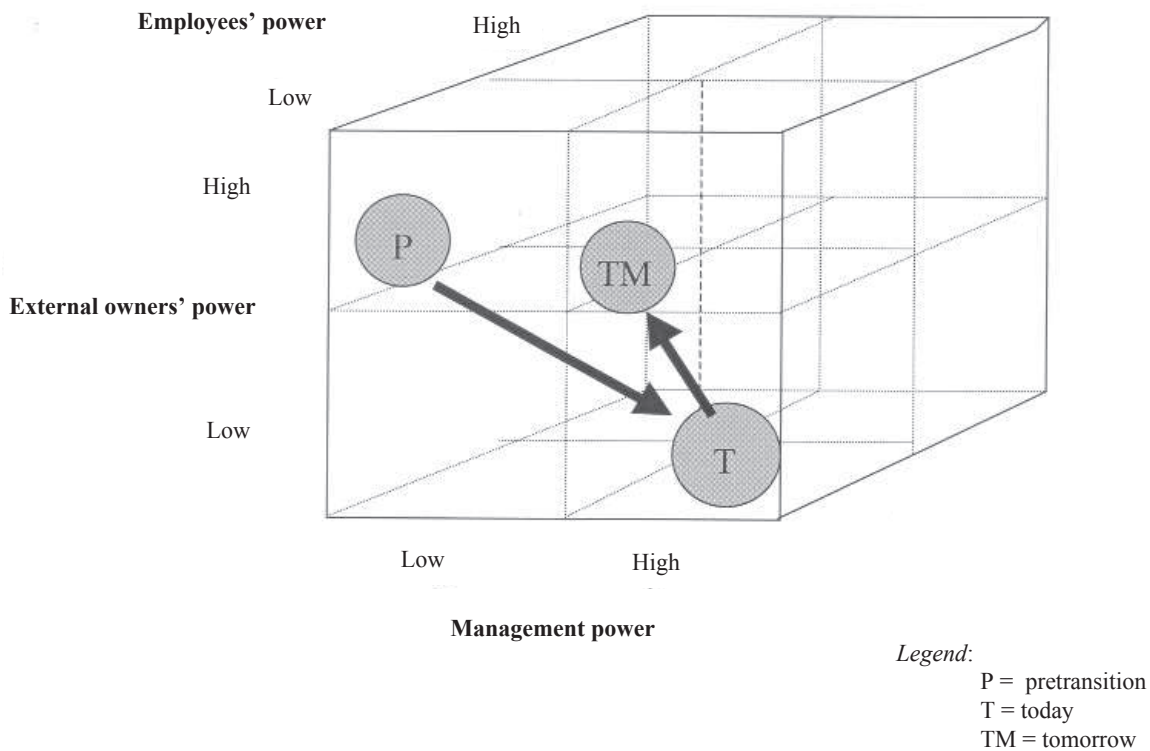 Employees' power
High
Low
High
P
TM
External owners' power
Low
T
Low
High
Management power
Legend:
P = pretransition
T = today
TM = tomorrow